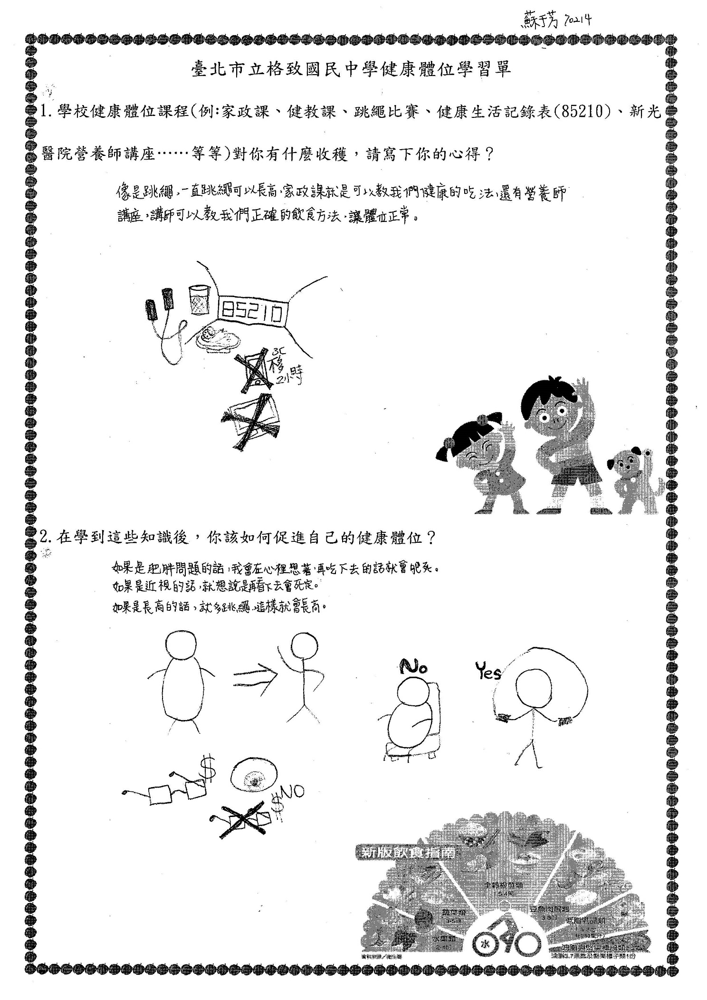 蘇于芳 70214
臺北市立格致國民中學健康體位學習單
1.學校健康體位課程(例:家政課、健教課、跳繩比賽、健康生活記錄表(85210)、新光
醫院營養師講座……等等)對你有什麼收穫，請寫下你的心得？
像是跳繩，一直跳繩可以長高，家政課就是可以教我們健康的吃法，還有營養師
講座，講師可以教我們正確的飲食方法，讓體位正常。
85210
3C
移
2小時
2.在學到這些知識後，你該如何促進自己的健康體位？
如果是肥胖問題的話，我會在心裡想著，再吃下去的話就會肥死。
如果是近視的話，就想說是再看下去會死定。
如果是長高的話，就多跳繩，這樣就會長高。
No
Yes
$
$NO
新版飲食指南
全穀根莖類
蔬菜類
豆魚肉蛋類
低脂乳品類
水果類
水
油脂與堅果種子類
資料來源／衛生署
油脂3-7茶匙及堅果種子類1份